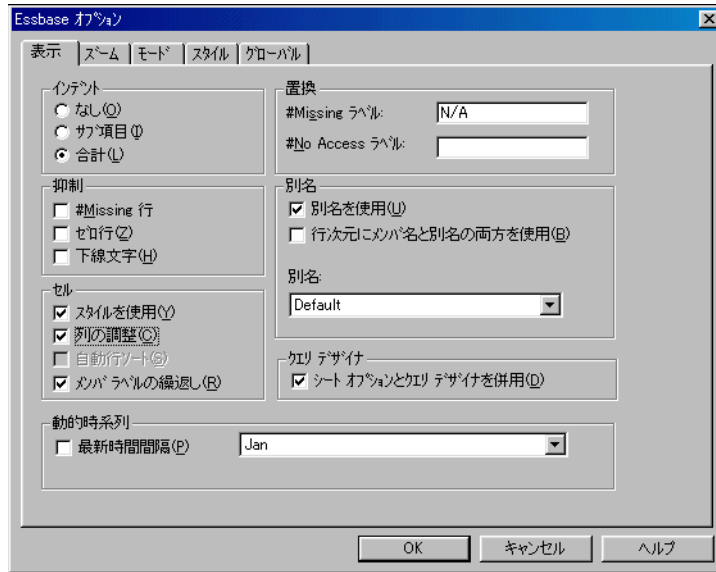 Essbase オプション
表示 ズーム モード スタイル グローバル
インデント
なし(O)
サブ項目(I)
合計(L)
置換
#Missing ラベル: N/A
#No Access ラベル:
抑制
#Missing 行
ゼロ行(Z)
下線文字(H)
別名
別名を使用(U)
行次元にメンバ名と別名の両方を使用(B)
別名:
Default
セル
スタイルを使用(Y)
列の調整(C)
自動行ソート(S)
メンバ ラベルの繰返し(R)
クエリ デザイナ
シート オプションとクエリ デザイナを併用(D)
動的時系列
最新時間間隔(P) Jan
OK キャンセル ヘルプ